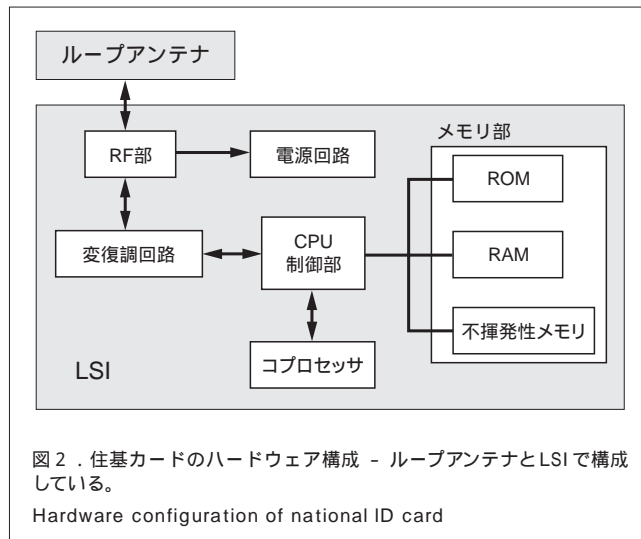 ループアンテナ
RF部
電源回路
メモリ部
ROM
変復調回路
CPU
制御部
RAM
不揮発性メモリ
コプロセッサ
LSI
図2．住基カードのハードウェア構成 － ループアンテナとLSIで構成
している。
Hardware configuration of national ID card